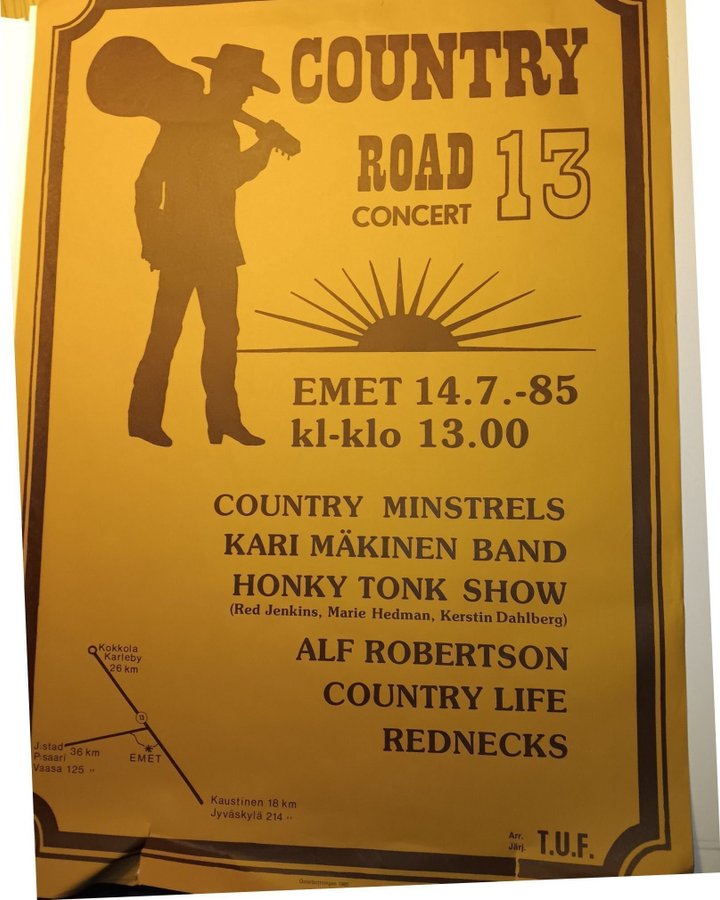 COUNTRY
ROAD 13
CONCERT
EMET 14.7.-85
kl-klo 13.00
COUNTRY MINSTRELS
KARI MÄKINEN BAND
HONKY TONK SHOW
(Red Jenkins, Marie Hedman, Kerstin Dahlberg)
ALF ROBERTSON
COUNTRY LIFE
REDNECKS
Kokkola
Karleby
26 km
13
J.stad
P:saari
36 km
Vaasa 125 "
EMET
Kaustinen 18 km
Jyväskylä 214 "
Arr.
Järj.
T.U.F.